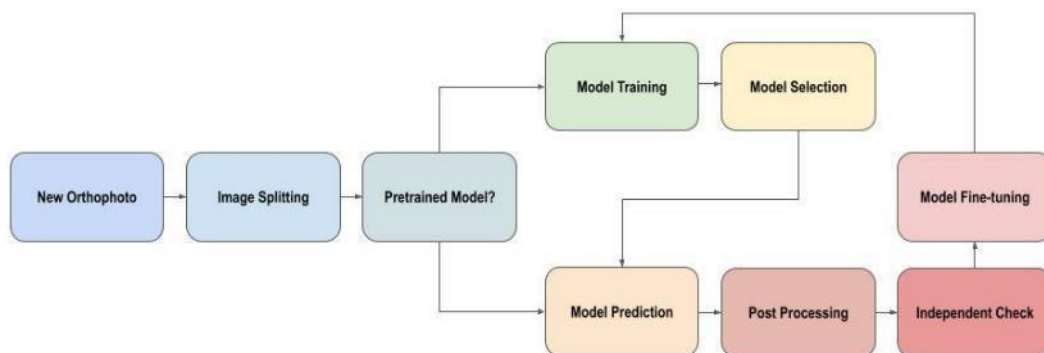 Model Training
Model Selection
New Orthophoto
Image Splitting
Pretrained Model?
Model Fine-tuning
Model Prediction
Post Processing
Independent Check